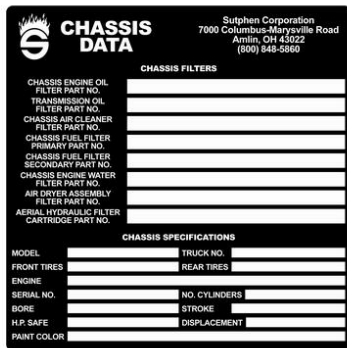 CHASSIS
DATA
Sutphen Corporation
7000 Columbus-Marysville Road
Amlin, OH 43022
(800) 848-5860
CHASSIS FILTERS
CHASSIS ENGINE OIL
FILTER PART NO.
TRANSMISSION OIL
FILTER PART NO.
CHASSIS AIR CLEANER
FILTER PART NO.
CHASSIS FUEL FILTER
PRIMARY PART NO.
CHASSIS FUEL FILTER
SECONDARY PART NO.
CHASSIS ENGINE WATER
FILTER PART NO.
AIR DRYER ASSEMBLY
FILTER PART NO.
AERIAL HYDRAULIC FILTER
CARTRIDGE PART NO.
CHASSIS SPECIFICATIONS
MODEL TRUCK NO.
FRONT TIRES REAR TIRES
ENGINE
SERIAL NO. NO. CYLINDERS
BORE STROKE
H.P. SAFE DISPLACEMENT
PAINT COLOR